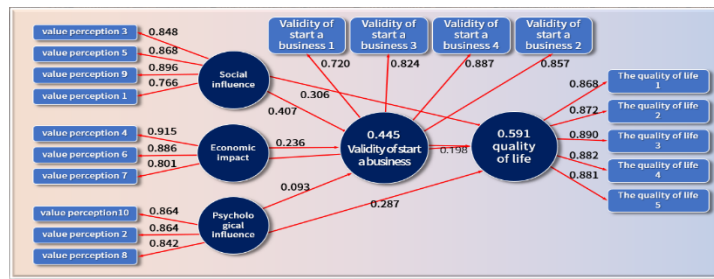 value perception 3
value perception 5
value perception 9
value perception 1
0.848
0.868
0.896
0.766
Social
influence
value perception 4
value perception 6
value perception 7
0.915
0.886
0.801
Economic
impact
value perception10
value perception 2
value perception 8
0.864
0.864
0.842
Psycholo
gical
influence
Validity of
start a
business 1
Validity of
start a
business 3
Validity of
start a
business 4
Validity of
start a
business 2
0.720
0.824
0.887
0.857
0.306
0.407
0.236
0.093
0.445
Validity of start
a business
0.198
0.287
0.591
quality
of life
0.868
0.872
0.890
0.882
0.881
The quality of life
1
The quality of life
2
The quality of life
3
The quality of life
4
The quality of life
5